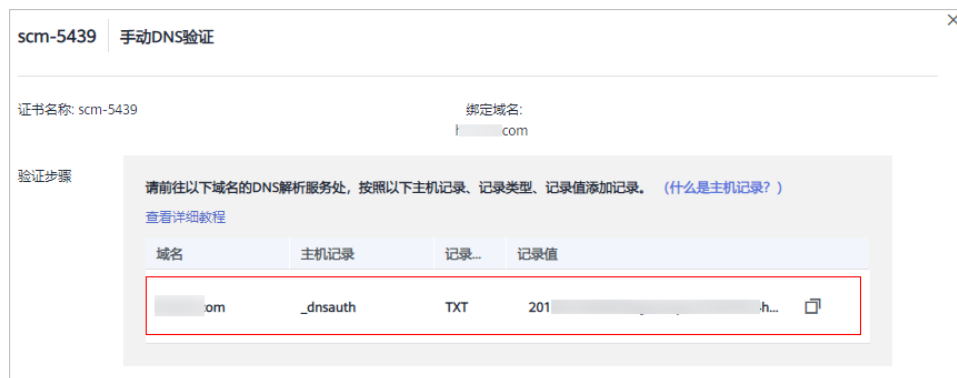 scm-5439 手动DNS验证
证书名称: scm-5439
绑定域名:
h com
验证步骤
请前往以下域名的DNS解析服务处，按照以下主机记录、记录类型、记录值添加记录。 （什么是主机记录？）
查看详细教程
域名 主机记录 记录... 记录值
com _dnsauth TXT 201 h...